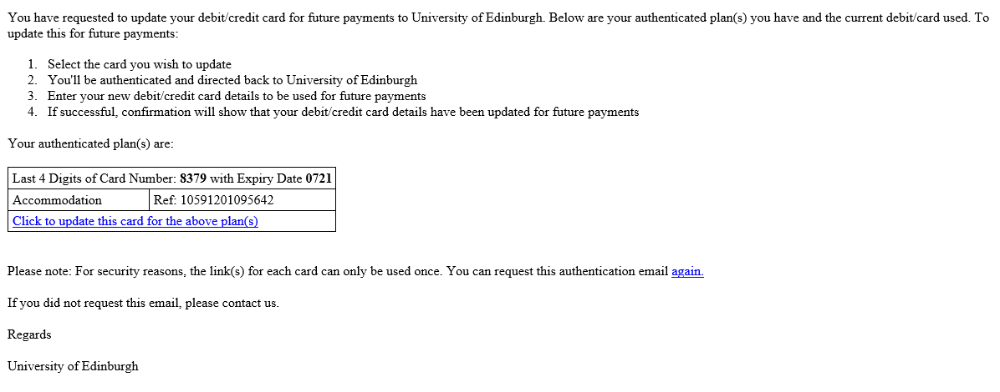 You have requested to update your debit/credit card for future payments to University of Edinburgh. Below are your authenticated plan(s) you have and the current debit/card used. To
update this for future payments:
1. Select the card you wish to update
2. You'll be authenticated and directed back to University of Edinburgh
3. Enter your new debit/credit card details to be used for future payments
4. If successful, confirmation will show that your debit/credit card details have been updated for future payments
Your authenticated plan(s) are:
Last 4 Digits of Card Number: 8379 with Expiry Date 0721
Accommodation Ref: 10591201095642
Click to update this card for the above plan(s)
Please note: For security reasons, the link(s) for each card can only be used once. You can request this authentication email again.
If you did not request this email, please contact us.
Regards
University of Edinburgh